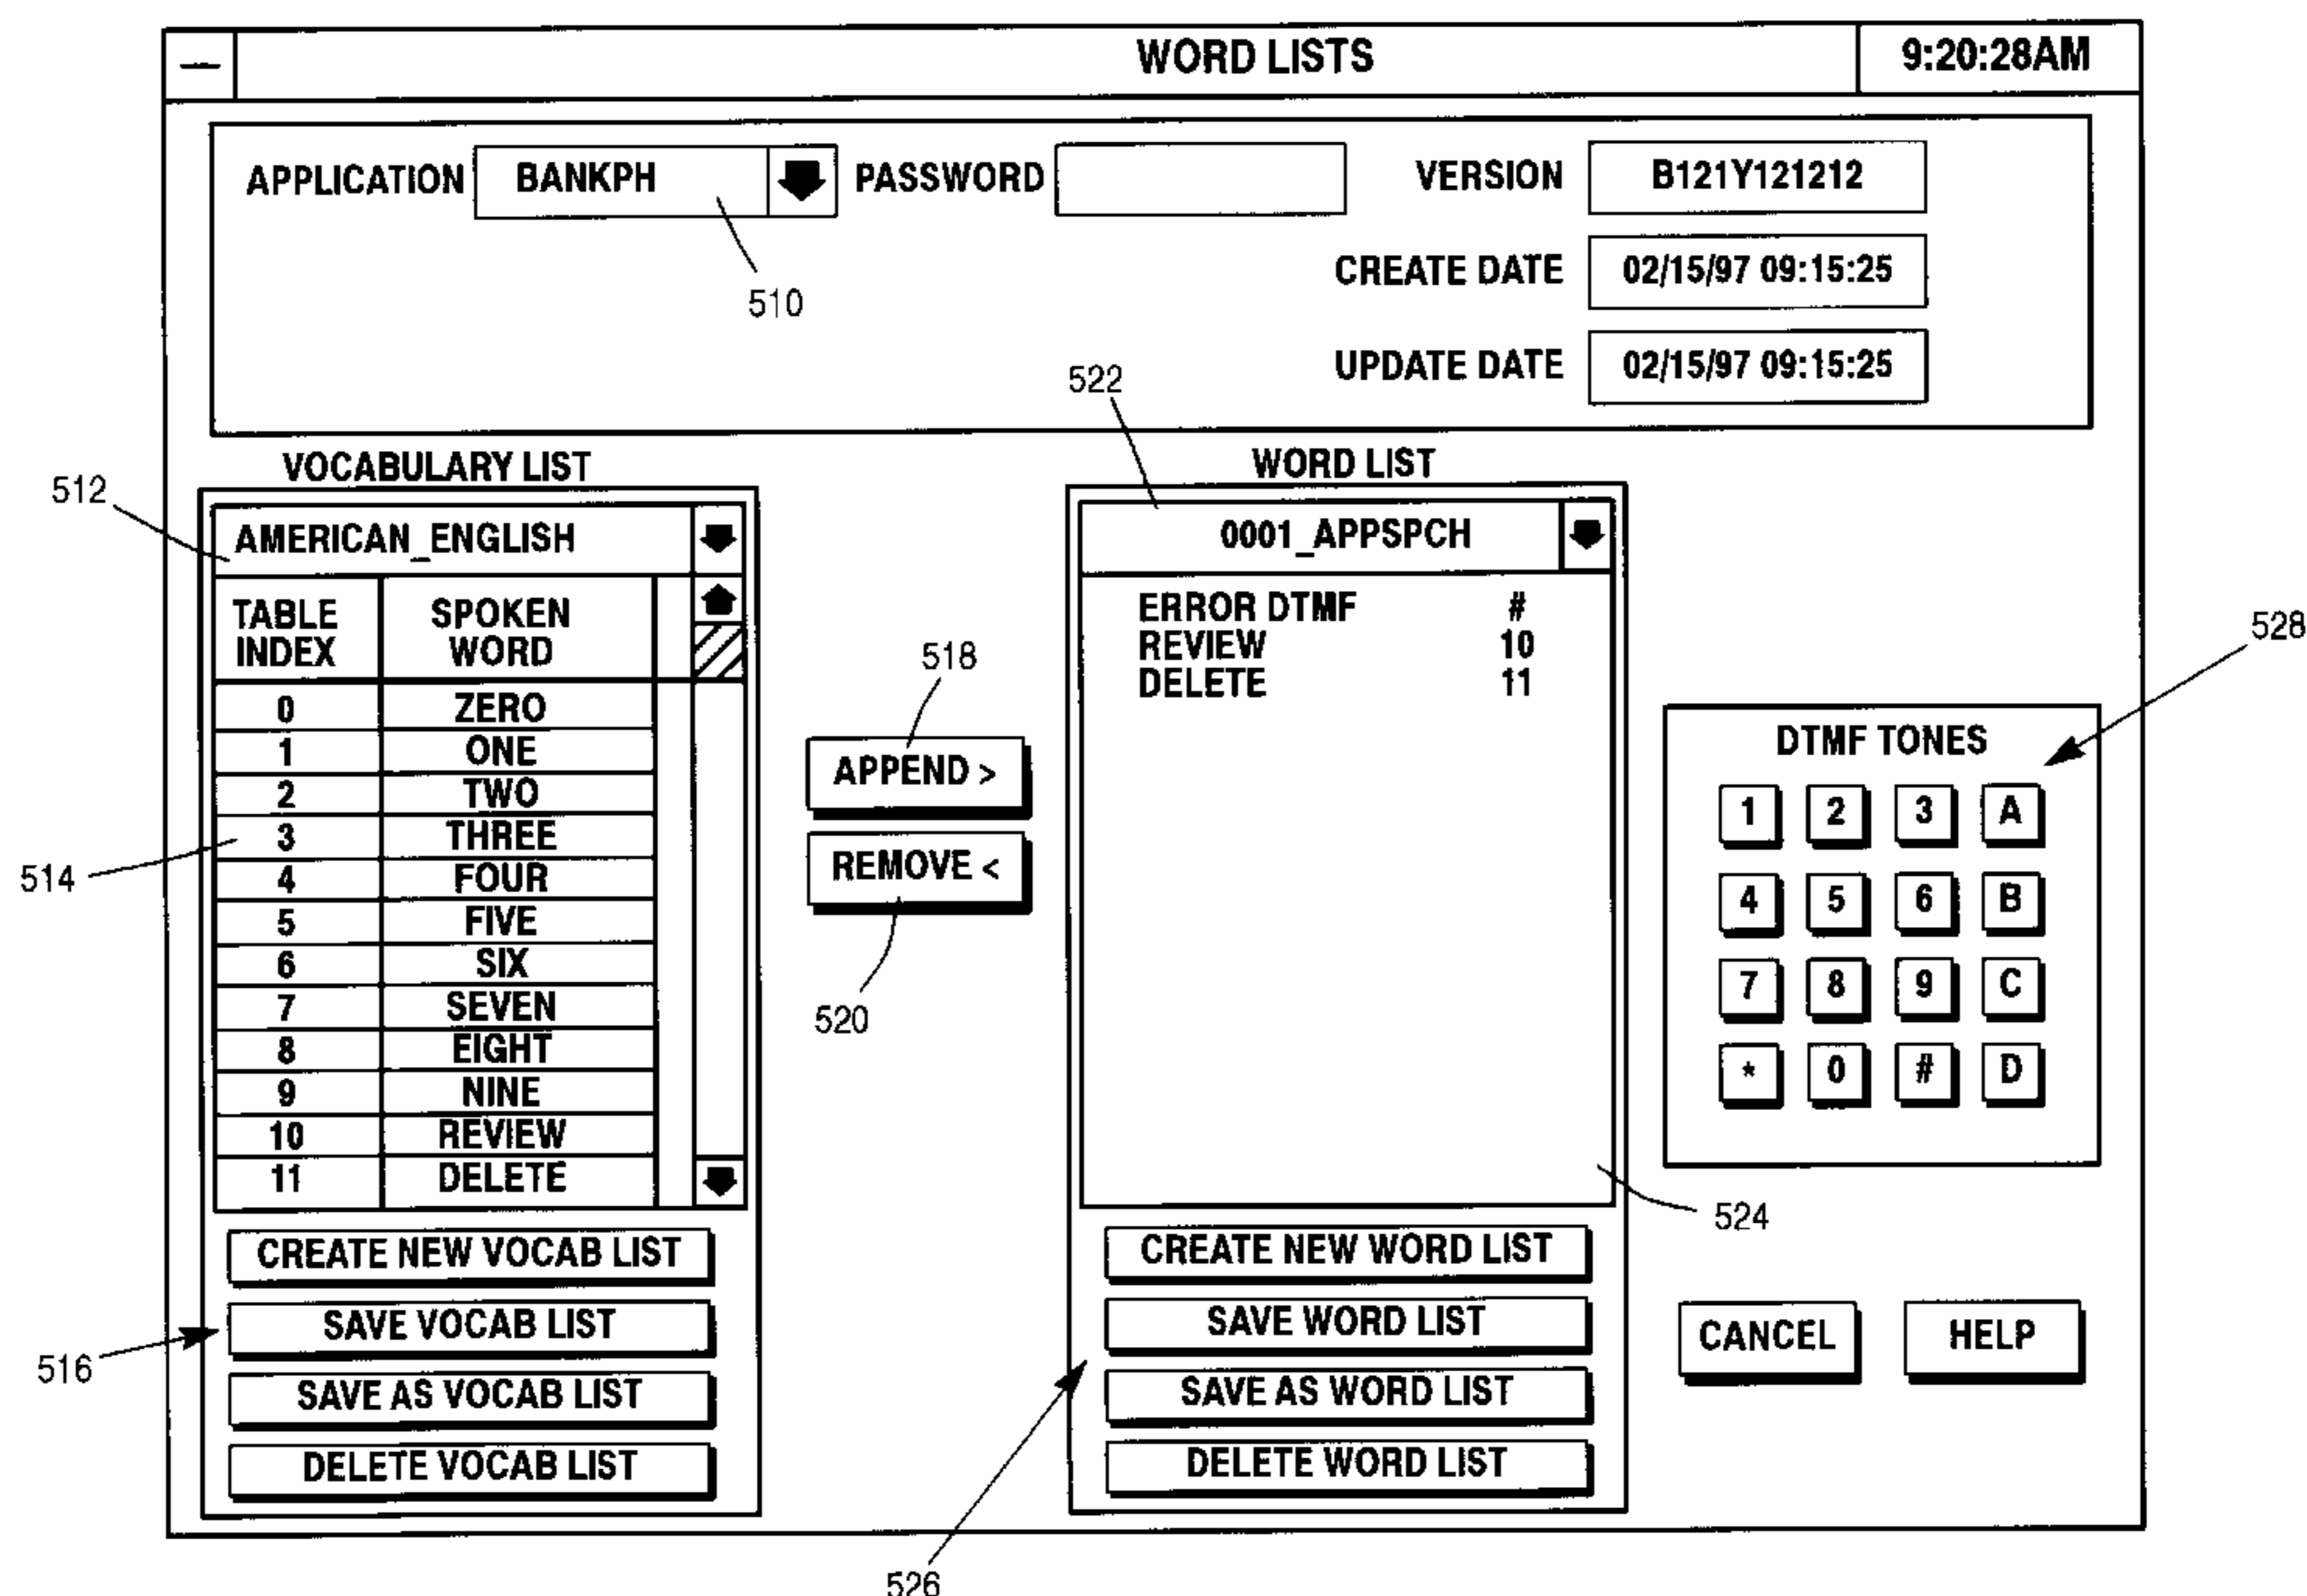 — WORD LISTS 9:20:28AM
APPLICATION BANKPH PASSWORD VERSION B121Y121212
510
CREATE DATE 02/15/97 09:15:25
UPDATE DATE 02/15/97 09:15:25
522
VOCABULARY LIST
512
AMERICAN_ENGLISH
TABLE INDEX SPOKEN WORD
0 ZERO
1 ONE
2 TWO
3 THREE
514
4 FOUR
5 FIVE
6 SIX
7 SEVEN
8 EIGHT
9 NINE
10 REVIEW
11 DELETE
CREATE NEW VOCAB LIST
SAVE VOCAB LIST
516
SAVE AS VOCAB LIST
DELETE VOCAB LIST
518
APPEND >
REMOVE <
520
WORD LIST
0001_APPSPCH
ERROR DTMF #
REVIEW 10
DELETE 11
524
CREATE NEW WORD LIST
SAVE WORD LIST
SAVE AS WORD LIST
DELETE WORD LIST
526
528
DTMF TONES
1 2 3 A
4 5 6 B
7 8 9 C
* 0 # D
CANCEL HELP